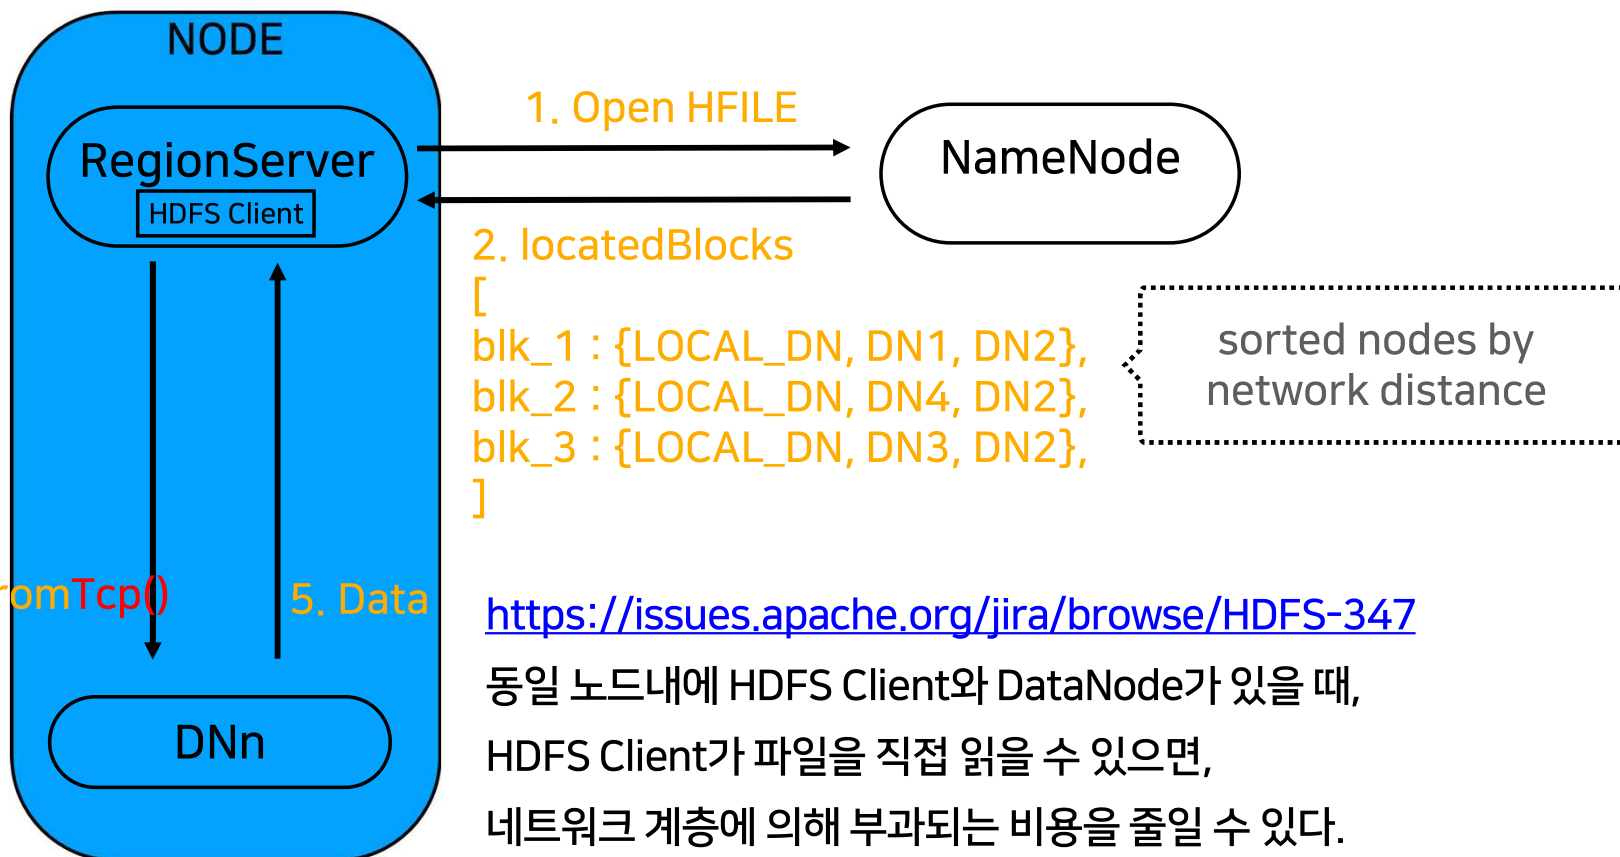 NODE
RegionServer
HDFS Client
1. Open HFILE
NameNode
2. locatedBlocks
[
blk_1 : {LOCAL_DN, DN1, DN2},
blk_2 : {LOCAL_DN, DN4, DN2},
blk_3 : {LOCAL_DN, DN3, DN2},
]
sorted nodes by
network distance
romTcp()
5. Data
DNn
https://issues.apache.org/jira/browse/HDFS-347
동일 노드내에 HDFS Client와 DataNode가 있을 때,
HDFS Client가 파일을 직접 읽을 수 있으면,
네트워크 계층에 의해 부과되는 비용을 줄일 수 있다.